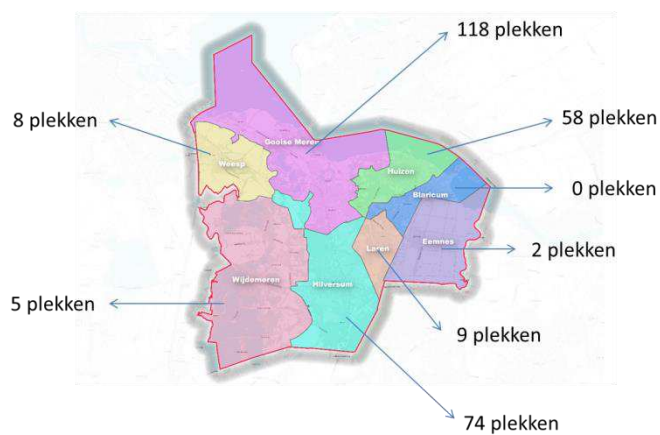 118 plekken
8 plekken
58 plekken
Gooise Meren
Weesp
Huizen
0 plekken
Blaricum
Laren
Eemnes
2 plekken
Wijdemeren
Hilversum
5 plekken
9 plekken
74 plekken